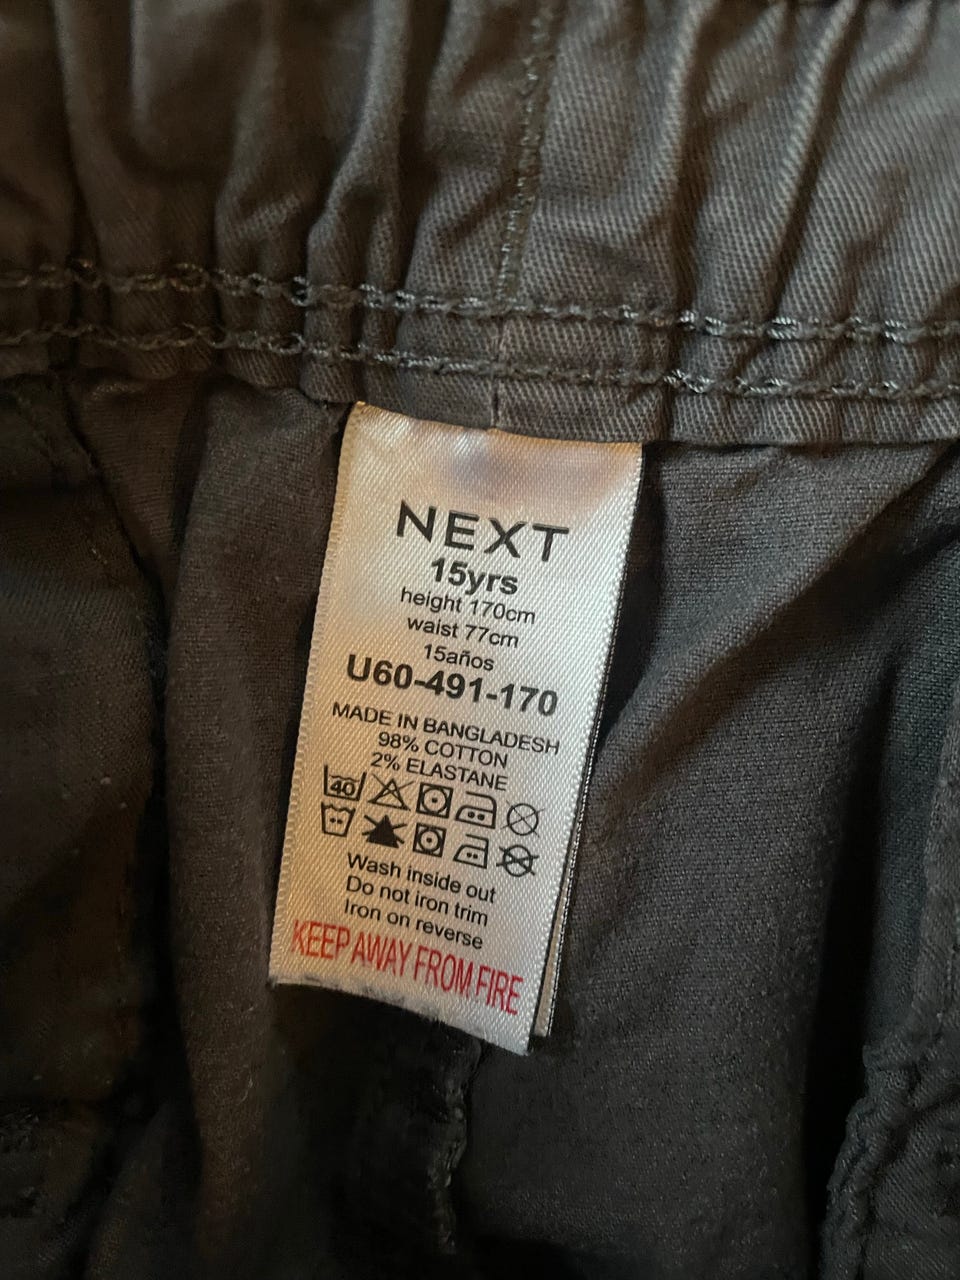 NEXT
15yrs
height 170cm
waist 77cm
15años
U60-491-170
MADE IN BANGLADESH
98% COTTON
2% ELASTANE
40
Wash inside out
Do not iron trim
Iron on reverse
KEEP AWAY FROM FIRE